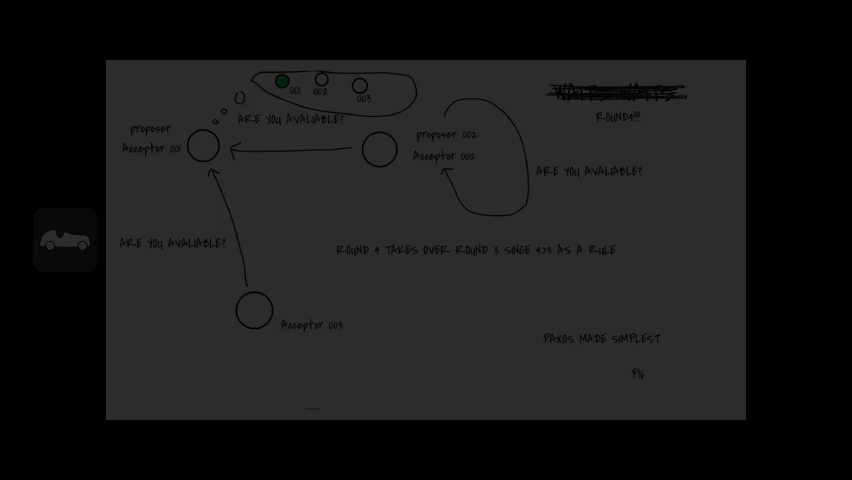 001
002
003
ARE YOU AVALIABLE?
ROUND4!!!
proposer
Acceptor 001
proposer 002
Acceptor 002
ARE YOU AVALIABLE?
ARE YOU AVALIABLE?
ROUND 4 TAKES OVER ROUND 3 SINCE 4>3 AS A RULE
Acceptor 003
PAXOS MADE SIMPLEST
P14